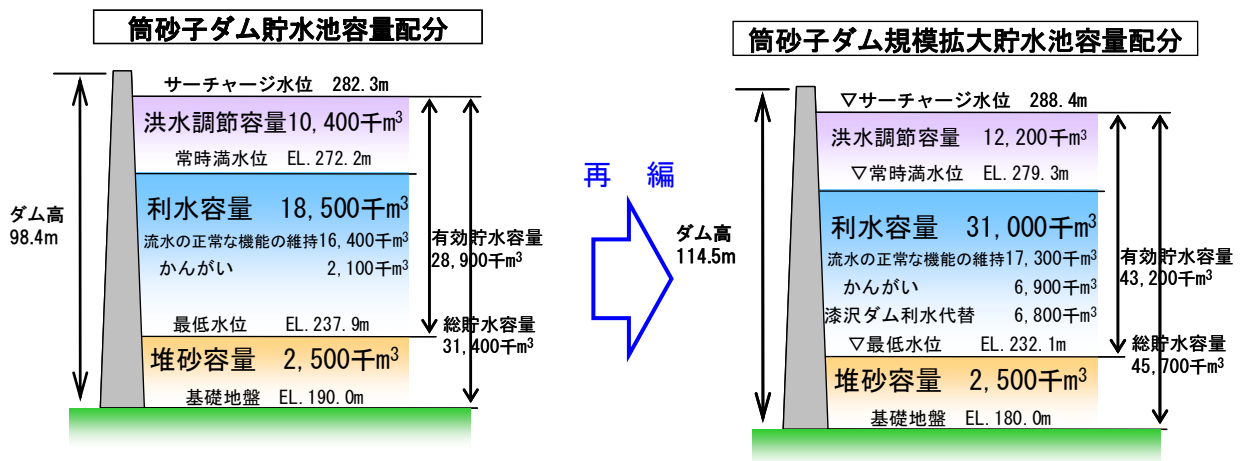 筒砂子ダム貯水池容量配分
サーチャージ水位 282.3m
洪水調節容量10,400千m³
常時満水位 EL.272.2m
利水容量 18,500千m³
流水の正常な機能の維持16,400千m³
かんがい 2,100千m³
最低水位 EL.237.9m
堆砂容量 2,500千m³
基礎地盤 EL.190.0m
ダム高
98.4m
有効貯水容量
28,900千m³
総貯水容量
31,400千m³
再 編
筒砂子ダム規模拡大貯水池容量配分
▽サーチャージ水位 288.4m
洪水調節容量 12,200千m³
▽常時満水位 EL.279.3m
利水容量 31,000千m³
流水の正常な機能の維持17,300千m³
かんがい 6,900千m³
漆沢ダム利水代替 6,800千m³
▽最低水位 EL.232.1m
堆砂容量 2,500千m³
基礎地盤 EL.180.0m
ダム高
114.5m
有効貯水容量
43,200千m³
総貯水容量
45,700千m³